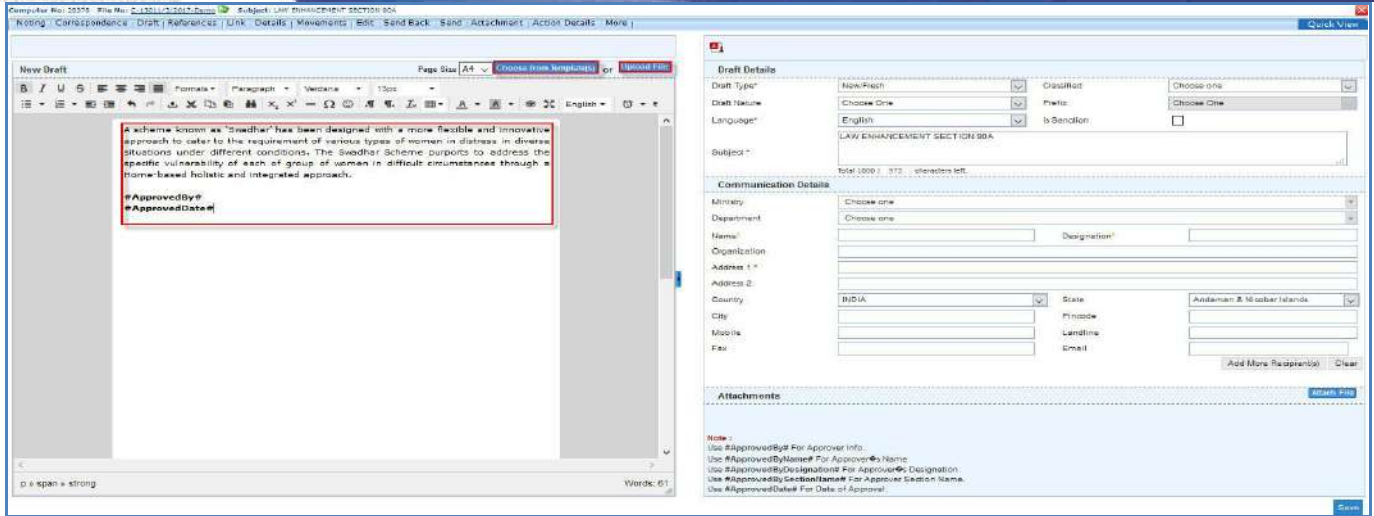 Computer No: 28375 File No: C-13011/3/2017-Demo Subject: LAW ENHANCEMENT SECTION 90A
Noting | Correspondence | Draft | References | Link | Details | Movements | Edit | Send Back | Send | Attachment | Action Details | More |
Quick View
New Draft
Page Size A4 Choose from Template(s) or Upload File
B I U S Formats Paragraph Verdana 13px
English
A scheme known as 'Swadhar' has been designed with a more flexible and innovative
approach to cater to the requirement of various types of women in distress in diverse
situations under different conditions. The Swadhar Scheme purports to address the
specific vulnerability of each of group of women in difficult circumstances through a
Home-based holistic and integrated approach.
#ApprovedBy#
#ApprovedDate#
p » span » strong
Words: 61
Draft Details
Draft Type* New/Fresh Classified Choose one
Draft Nature Choose One Prefix Choose One
Language* English Is Sanction
Subject * LAW ENHANCEMENT SECTION 90A
Total 1000 | 972 characters left.
Communication Details
Ministry Choose one
Department Choose one
Name* Designation*
Organization
Address 1 *
Address 2
Country INDIA State Andaman & Nicobar Islands
City Pincode
Mobile Landline
Fax Email
Add More Recipient(s) Clear
Attachments
Attach File
Note :
Use #ApprovedBy# For Approver Info.
Use #ApprovedByName# For Approver�s Name
Use #ApprovedByDesignation# For Approver�s Designation
Use #ApprovedBySectionName# For Approver Section Name.
Use #ApprovedDate# For Date of Approval.
Save